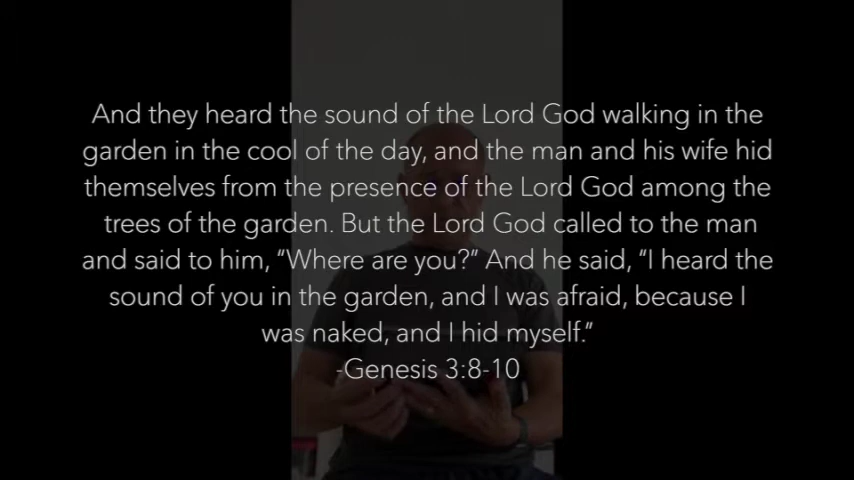 And they heard the sound of the Lord God walking in the
garden in the cool of the day, and the man and his wife hid
themselves from the presence of the Lord God among the
trees of the garden. But the Lord God called to the man
and said to him, “Where are you?” And he said, “I heard the
sound of you in the garden, and I was afraid, because I
was naked, and I hid myself.”
-Genesis 3:8-10